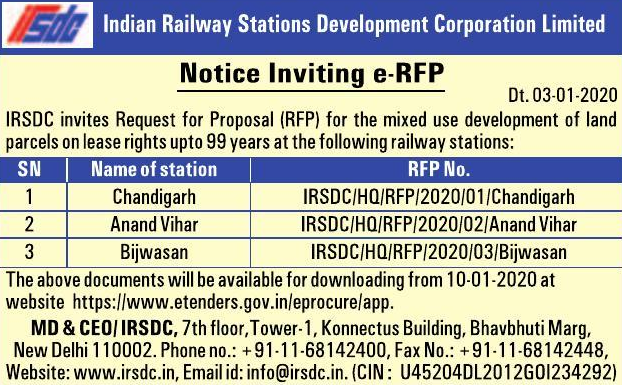 irsdc Indian Railway Stations Development Corporation Limited
Notice Inviting e-RFP
Dt. 03-01-2020
IRSDC invites Request for Proposal (RFP) for the mixed use development of land
parcels on lease rights upto 99 years at the following railway stations:
SN Name of station RFP No.
1 Chandigarh IRSDC/HQ/RFP/2020/01/Chandigarh
2 Anand Vihar IRSDC/HQ/RFP/2020/02/Anand Vihar
3 Bijwasan IRSDC/HQ/RFP/2020/03/Bijwasan
The above documents will be available for downloading from 10-01-2020 at
website https://www.etenders.gov.in/eprocure/app.
MD & CEO/ IRSDC, 7th floor, Tower-1, Konnectus Building, Bhavbhuti Marg,
New Delhi 110002. Phone no.: +91-11-68142400, Fax No.: +91-11-68142448,
Website: www.irsdc.in, Email id: info@irsdc.in. (CIN : U45204DL2012GOI234292)